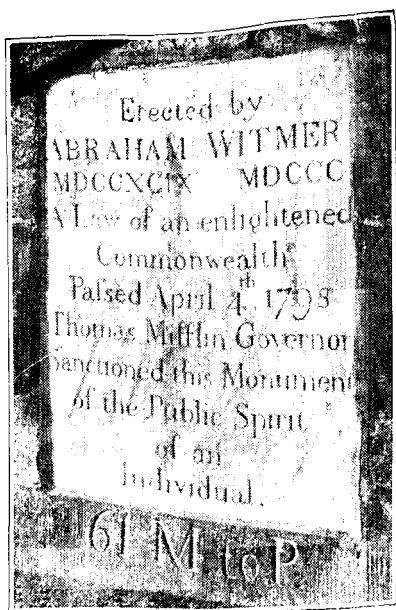 Erected by
ABRAHAM WITMER
MDCCXCIX MDCCC
A Law of an enlightened
Commonwealth
Paſsed April 4th 1798
Thomas Mifflin Governor
Sanctioned this Monument
of the Public Spirit
of an
Individual.
61 M to P.